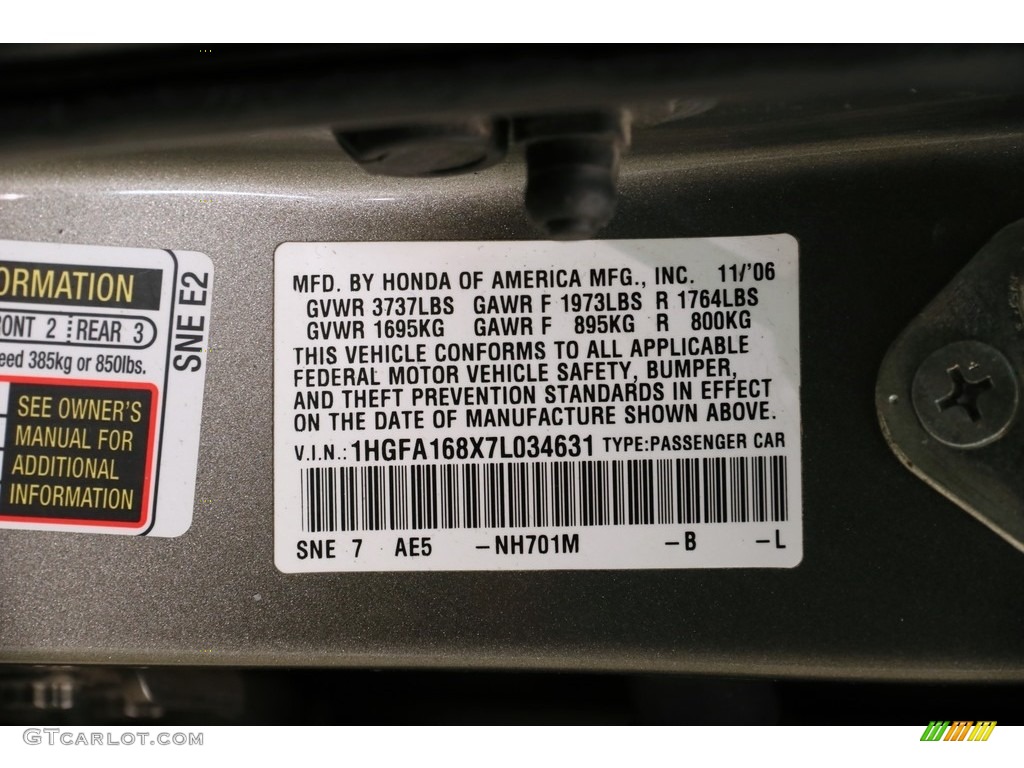 ORMATION
ONT 2 REAR 3
eed 385kg or 850lbs.
SEE OWNER'S
MANUAL FOR
ADDITIONAL
INFORMATION
SNE E2
MFD. BY HONDA OF AMERICA MFG., INC. 11/'06
GVWR 3737LBS GAWR F 1973LBS R 1764LBS
GVWR 1695KG GAWR F 895KG R 800KG
THIS VEHICLE CONFORMS TO ALL APPLICABLE
FEDERAL MOTOR VEHICLE SAFETY, BUMPER,
AND THEFT PREVENTION STANDARDS IN EFFECT
ON THE DATE OF MANUFACTURE SHOWN ABOVE.
V.I.N.: 1HGFA168X7L034631 TYPE:PASSENGER CAR
SNE 7 AE5 -NH701M -B -L
GTCARLOT.COM